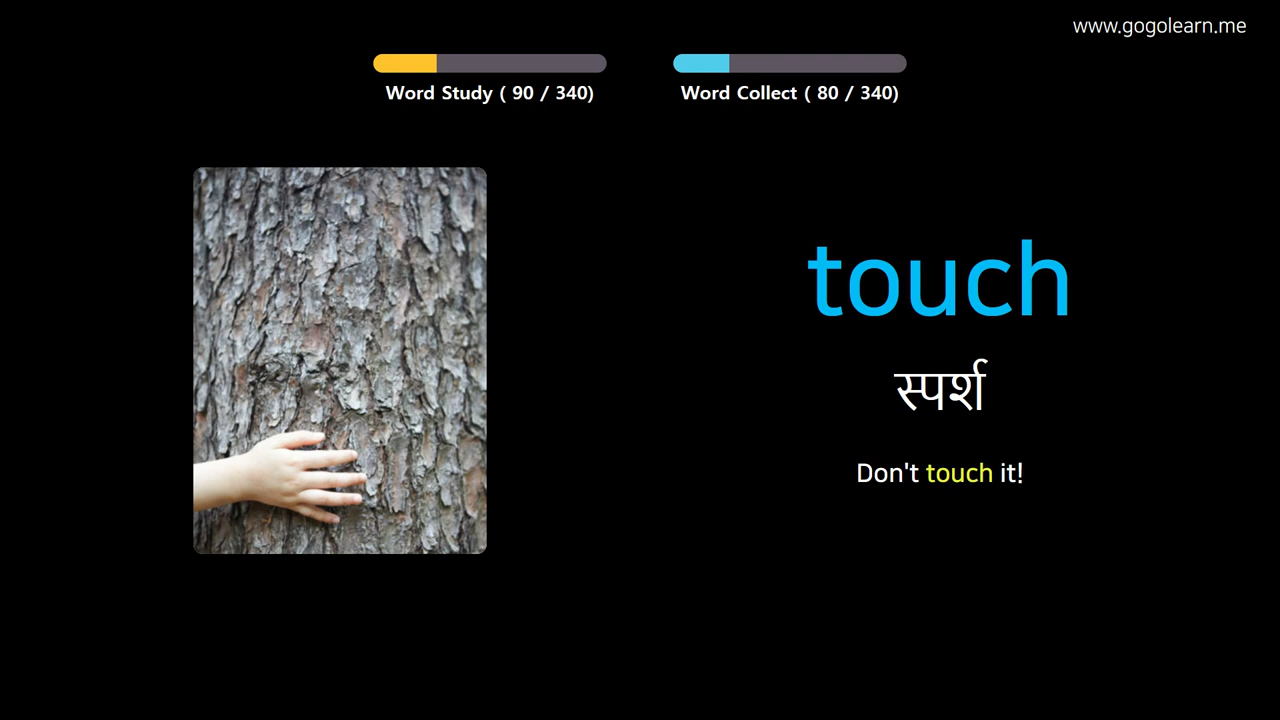 www.gogolearn.me
Word Study ( 90 / 340)
Word Collect ( 80 / 340)
touch
स्पर्श
Don't touch it!